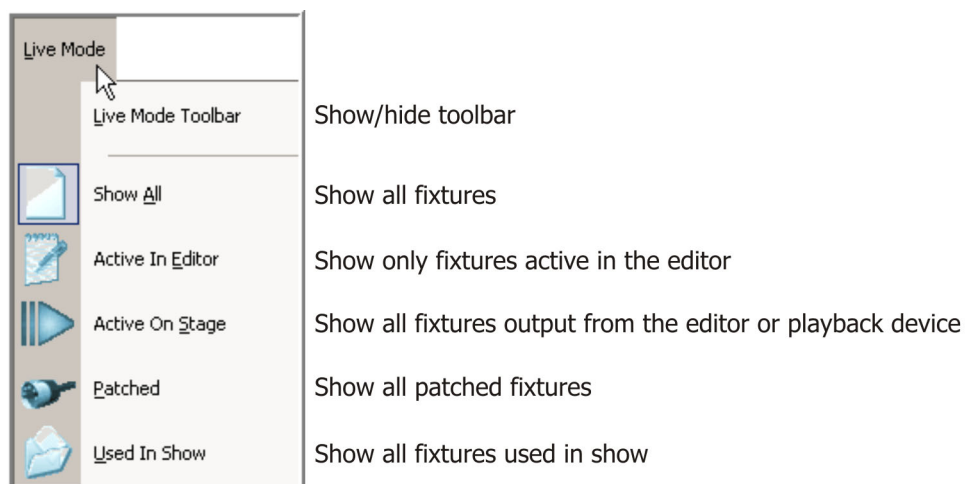 Live Mode
Live Mode Toolbar Show/hide toolbar
Show All Show all fixtures
Active In Editor Show only fixtures active in the editor
Active On Stage Show all fixtures output from the editor or playback device
Patched Show all patched fixtures
Used In Show Show all fixtures used in show